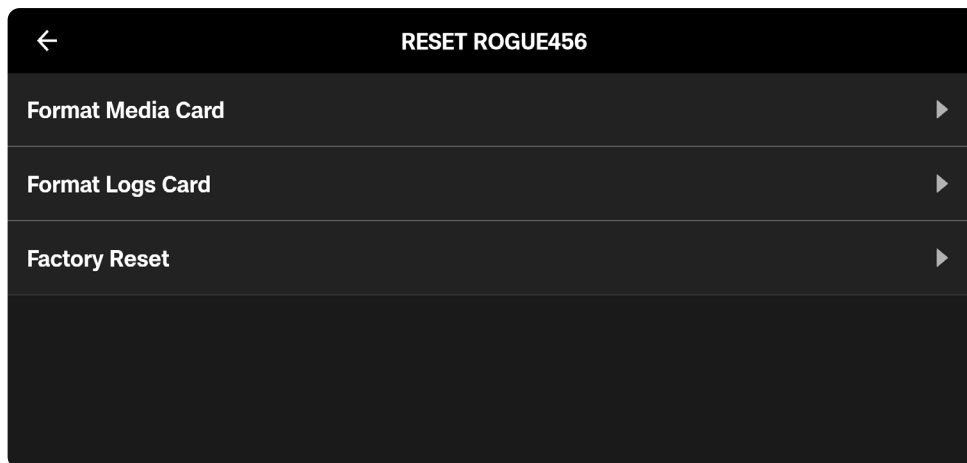 RESET ROGUE456
Format Media Card
Format Logs Card
Factory Reset